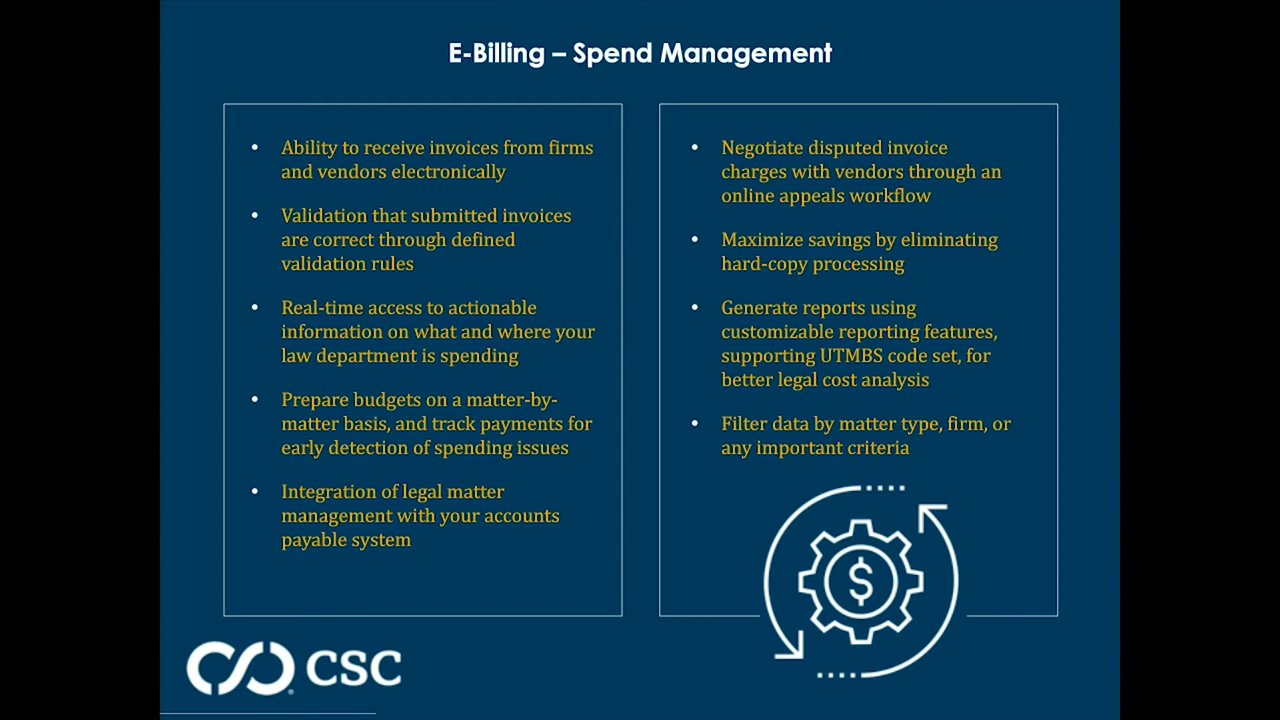 E-Billing – Spend Management
• Ability to receive invoices from firms
and vendors electronically
• Validation that submitted invoices
are correct through defined
validation rules
• Real-time access to actionable
information on what and where your
law department is spending
• Prepare budgets on a matter-by-
matter basis, and track payments for
early detection of spending issues
• Integration of legal matter
management with your accounts
payable system
• Negotiate disputed invoice
charges with vendors through an
online appeals workflow
• Maximize savings by eliminating
hard-copy processing
• Generate reports using
customizable reporting features,
supporting UTMBS code set, for
better legal cost analysis
• Filter data by matter type, firm, or
any important criteria
$
CSC